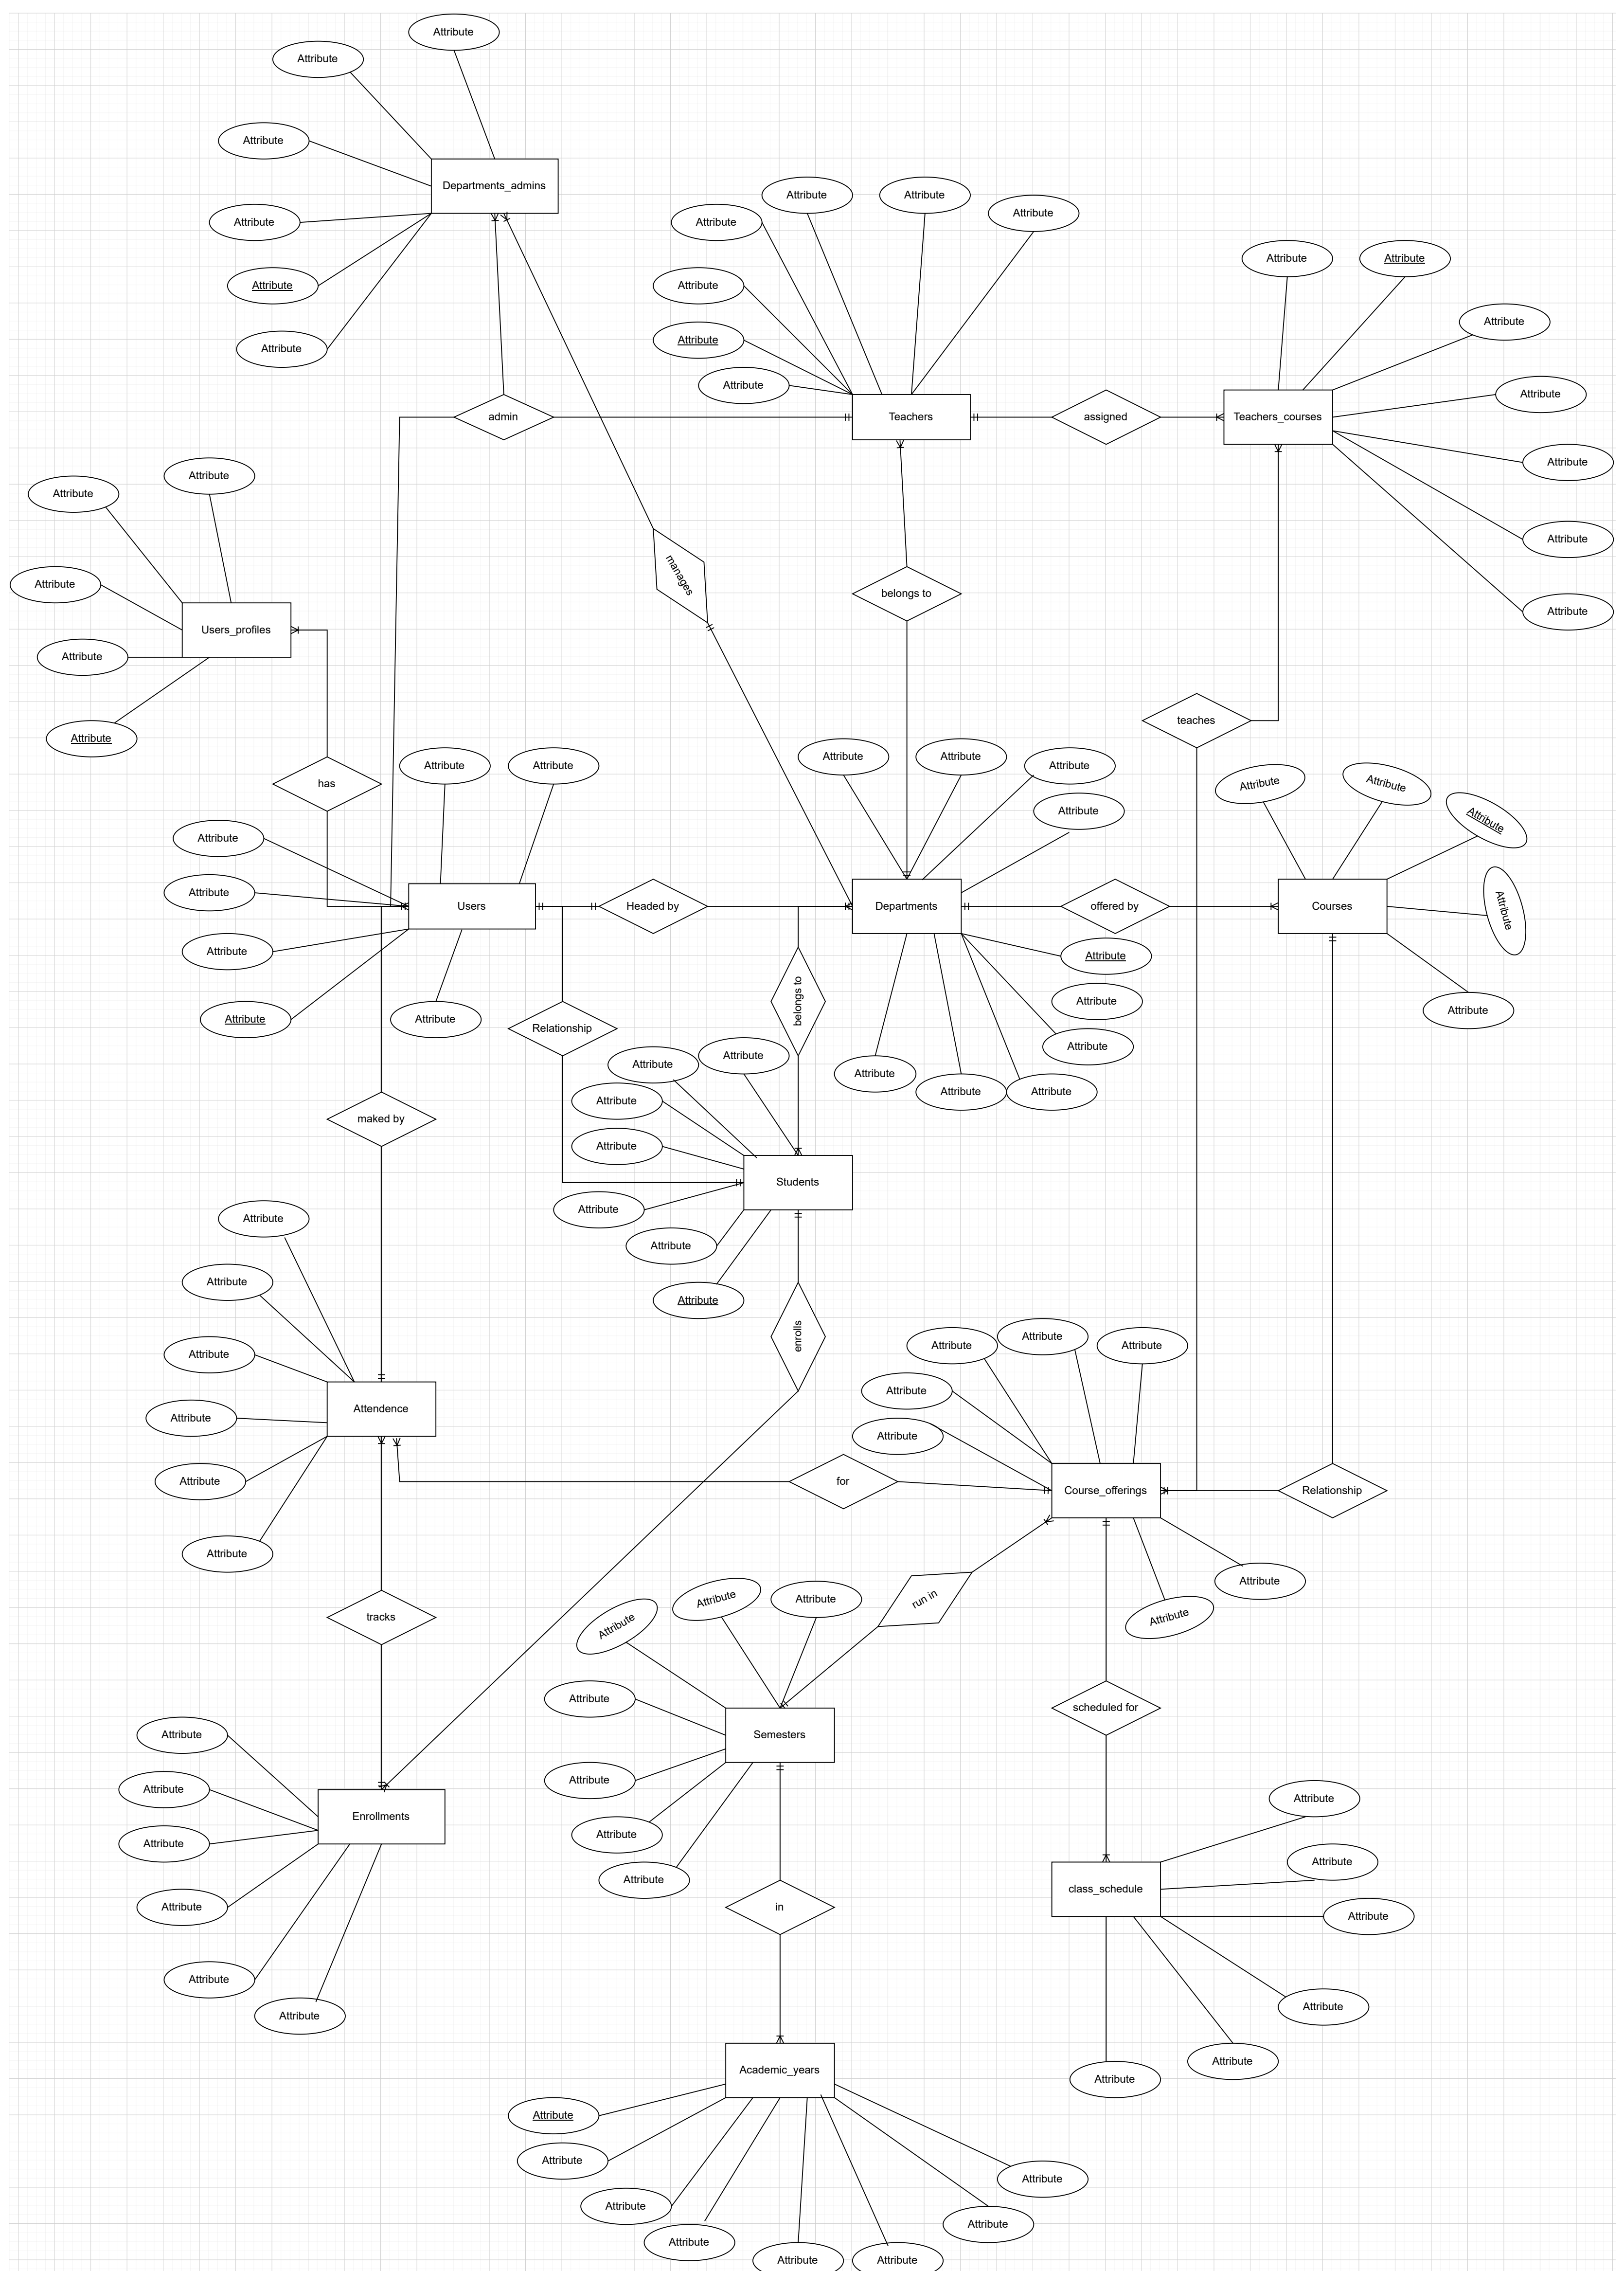 Attribute
Attribute
Attribute
Departments_admins
Attribute
Attribute
Attribute
Attribute
Attribute
Attribute
Attribute
Attribute
Attribute
Attribute
Attribute
Teachers
admin
assigned
Attribute
Attribute
Attribute
Attribute
Teachers_courses
Attribute
Attribute
Attribute
Attribute
Attribute
Attribute
Users_profiles
Attribute
Attribute
manages
belongs to
teaches
has
Attribute
Attribute
Attribute
Attribute
Users
Attribute
Attribute
Attribute
Headed by
Attribute
Attribute
Attribute
Attribute
Departments
offered by
Attribute
Attribute
Attribute
Attribute
Attribute
Attribute
Attribute
Attribute
Attribute
Courses
Attribute
Attribute
Relationship
belongs to
maked by
Attribute
Attribute
Attribute
Attribute
Students
Attribute
Attribute
Attribute
enrolls
Attribute
Attribute
Attribute
Attendence
Attribute
Attribute
Attribute
for
Attribute
Attribute
Attribute
Attribute
Attribute
Course_offerings
Relationship
Attribute
Attribute
run in
tracks
Attribute
Attribute
Attribute
Attribute
Semesters
Attribute
Attribute
Attribute
scheduled for
Attribute
Attribute
Attribute
Enrollments
Attribute
Attribute
Attribute
in
Attribute
Attribute
class_schedule
Attribute
Attribute
Attribute
Attribute
Academic_years
Attribute
Attribute
Attribute
Attribute
Attribute
Attribute
Attribute
Attribute